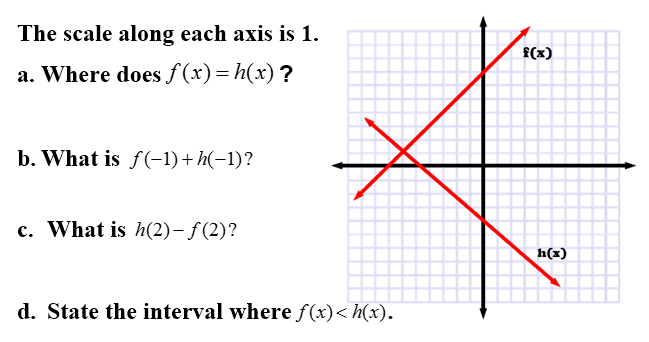 The scale along each axis is 1.
a. Where does f(x) = h(x) ?
b. What is f(−1) + h(−1)?
c. What is h(2) − f(2)?
d. State the interval where f(x) < h(x).
f(x)
h(x)